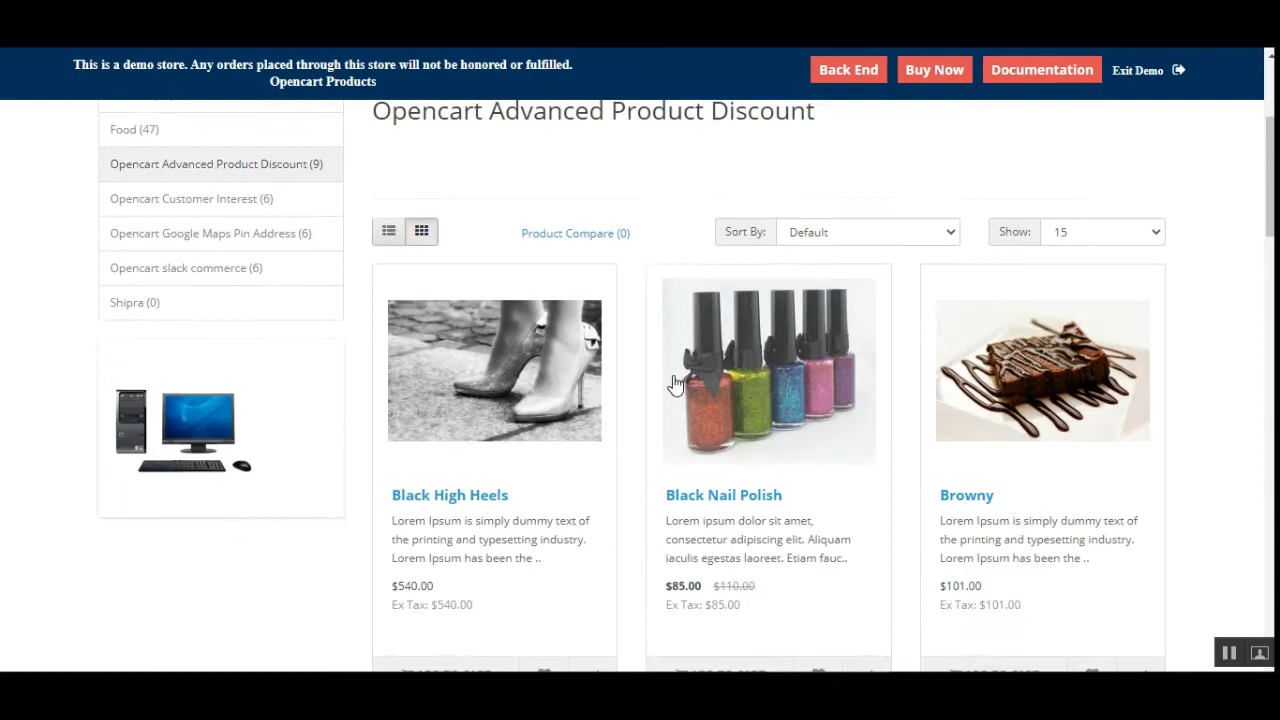 This is a demo store. Any orders placed through this store will not be honored or fulfilled.
Opencart Products
Back End
Buy Now
Documentation
Exit Demo
Food (47)
Opencart Advanced Product Discount (9)
Opencart Customer Interest (6)
Opencart Google Maps Pin Address (6)
Opencart slack commerce (6)
Shipra (0)
Opencart Advanced Product Discount
Product Compare (0)
Sort By:
Default
Show:
15
Black High Heels
Lorem Ipsum is simply dummy text of
the printing and typesetting industry.
Lorem Ipsum has been the ..
$540.00
Ex Tax: $540.00
Black Nail Polish
Lorem ipsum dolor sit amet,
consectetur adipiscing elit. Aliquam
iaculis egestas laoreet. Etiam fauc..
$85.00 $110.00
Ex Tax: $85.00
Browny
Lorem Ipsum is simply dummy text of
the printing and typesetting industry.
Lorem Ipsum has been the ..
$101.00
Ex Tax: $101.00